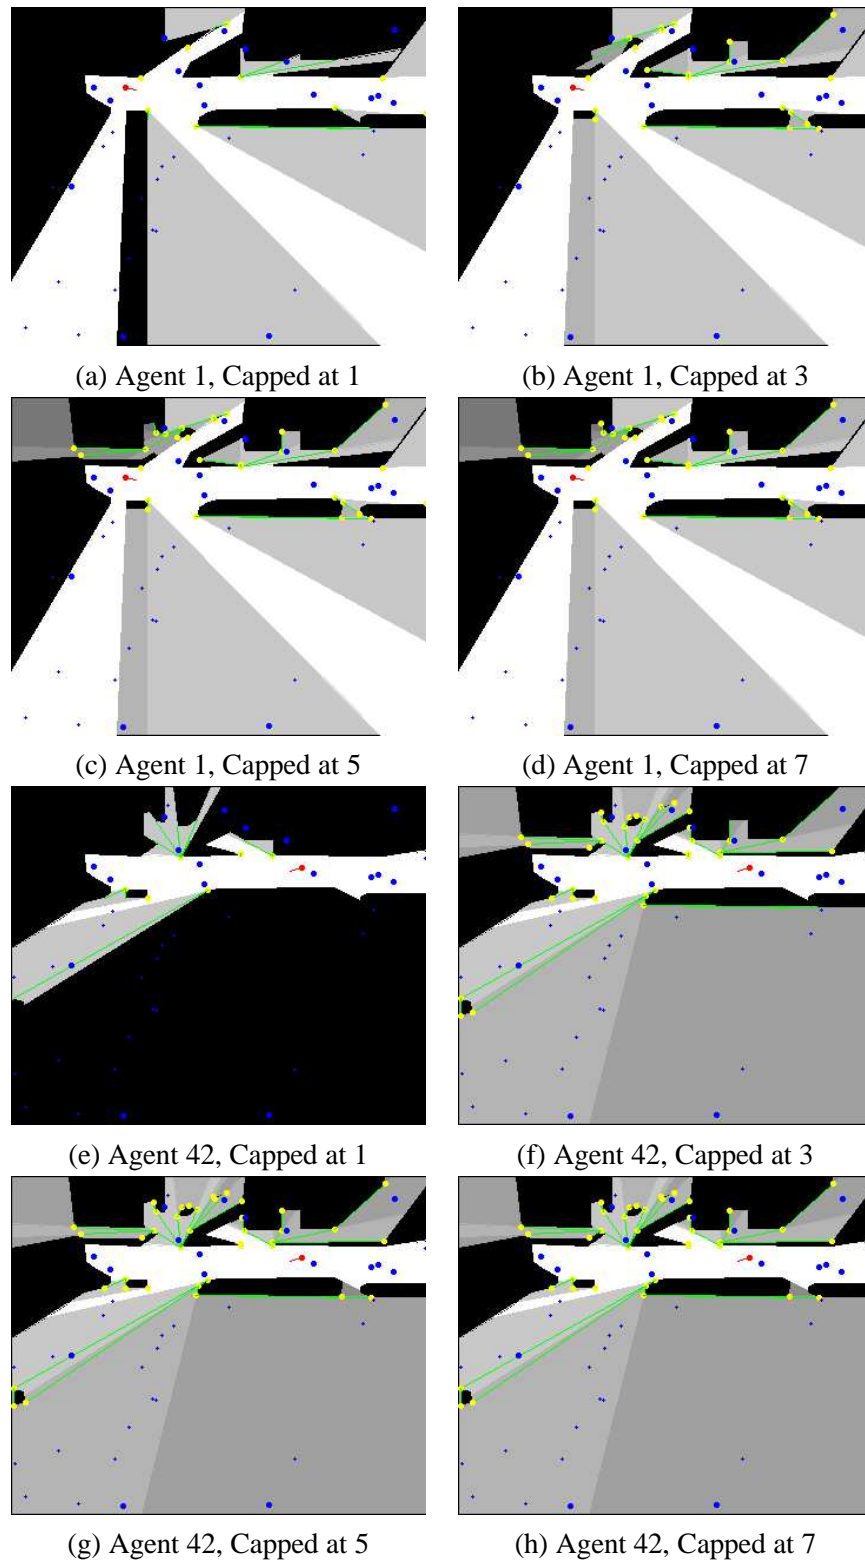 (a) Agent 1, Capped at 1
(b) Agent 1, Capped at 3
(c) Agent 1, Capped at 5
(d) Agent 1, Capped at 7
(e) Agent 42, Capped at 1
(f) Agent 42, Capped at 3
(g) Agent 42, Capped at 5
(h) Agent 42, Capped at 7